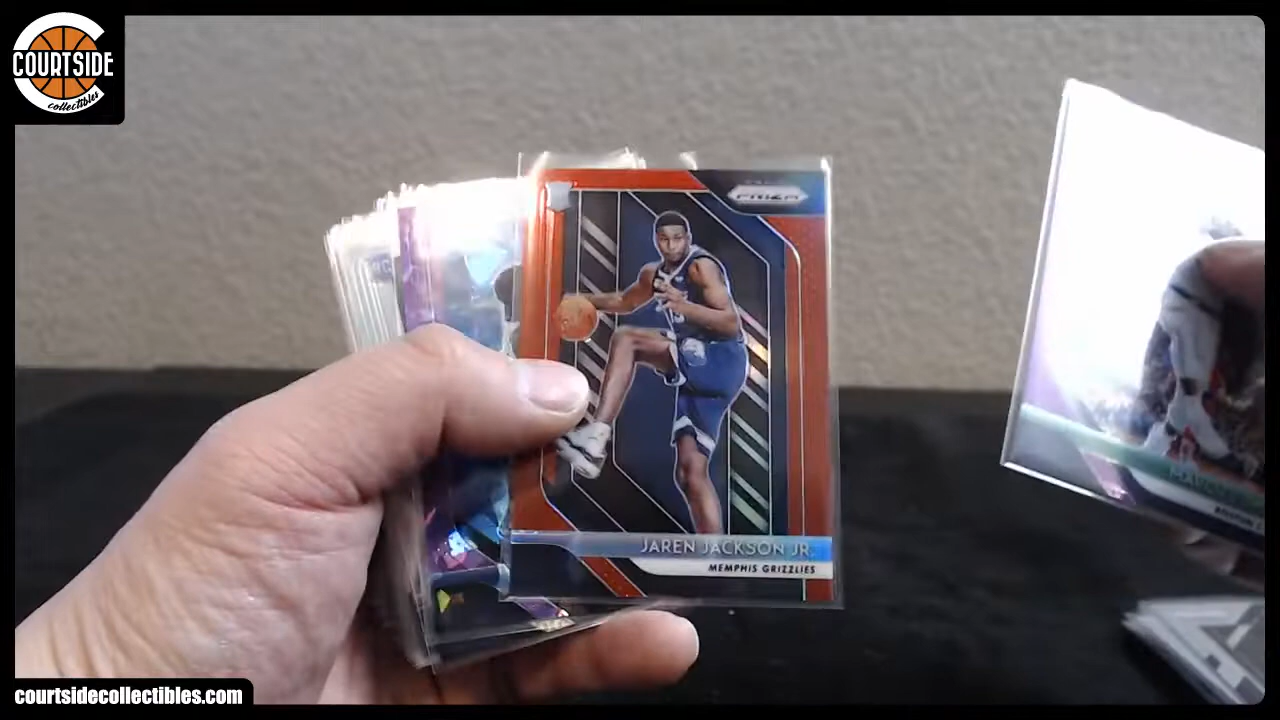 COURTSIDE
collectibles
PRIZM
JAREN JACKSON JR.
MEMPHIS GRIZZLIES
courtsidecollectibles.com